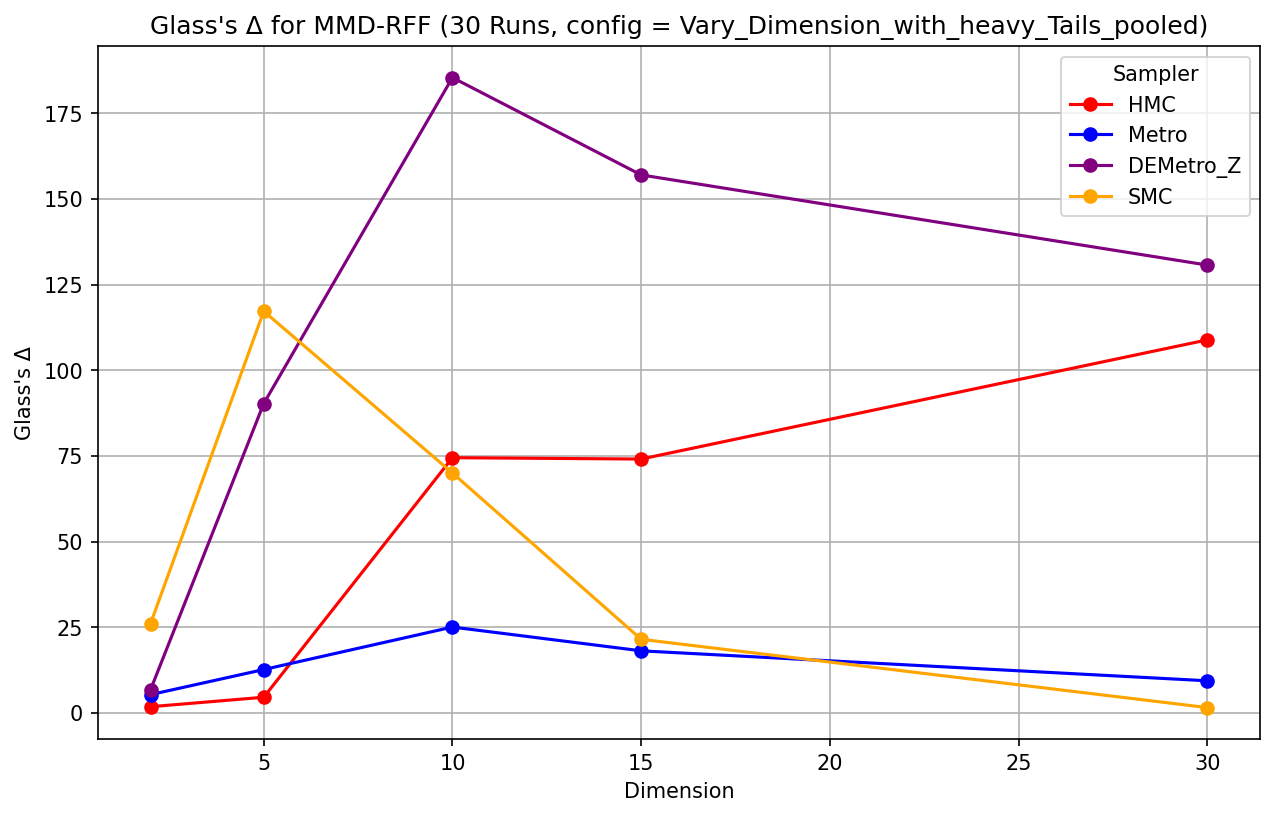 Glass's Δ for MMD-RFF (30 Runs, config = Vary_Dimension_with_heavy_Tails_pooled)
Sampler
HMC
Metro
DEMetro_Z
SMC
Glass's Δ
175
150
125
100
75
50
25
0
5
10
15
20
25
30
Dimension